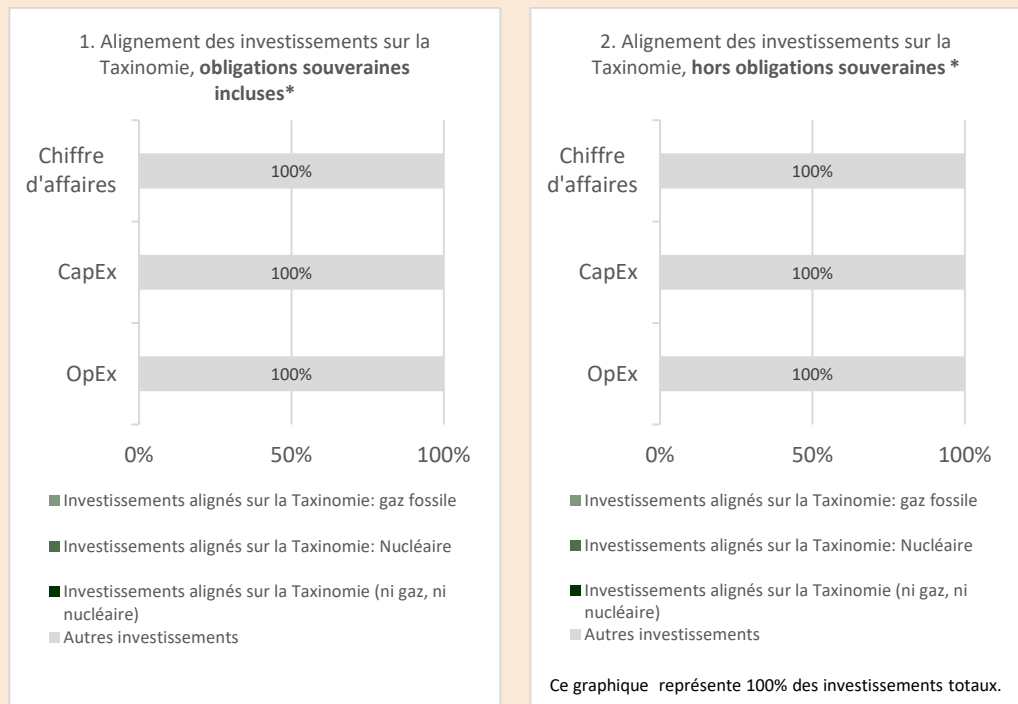 1. Alignement des investissements sur la
Taxinomie, obligations souveraines
incluses*
Chiffre
d'affaires
100%
CapEx
100%
OpEx
100%
0%
50%
100%
Investissements alignés sur la Taxinomie: gaz fossile
Investissements alignés sur la Taxinomie: Nucléaire
Investissements alignés sur la Taxinomie (ni gaz, ni
nucléaire)
Autres investissements
2. Alignement des investissements sur la
Taxinomie, hors obligations souveraines *
Chiffre
d'affaires
100%
CapEx
100%
OpEx
100%
0%
50%
100%
Investissements alignés sur la Taxinomie: gaz fossile
Investissements alignés sur la Taxinomie: Nucléaire
Investissements alignés sur la Taxinomie (ni gaz, ni
nucléaire)
Autres investissements
Ce graphique représente 100% des investissements totaux.